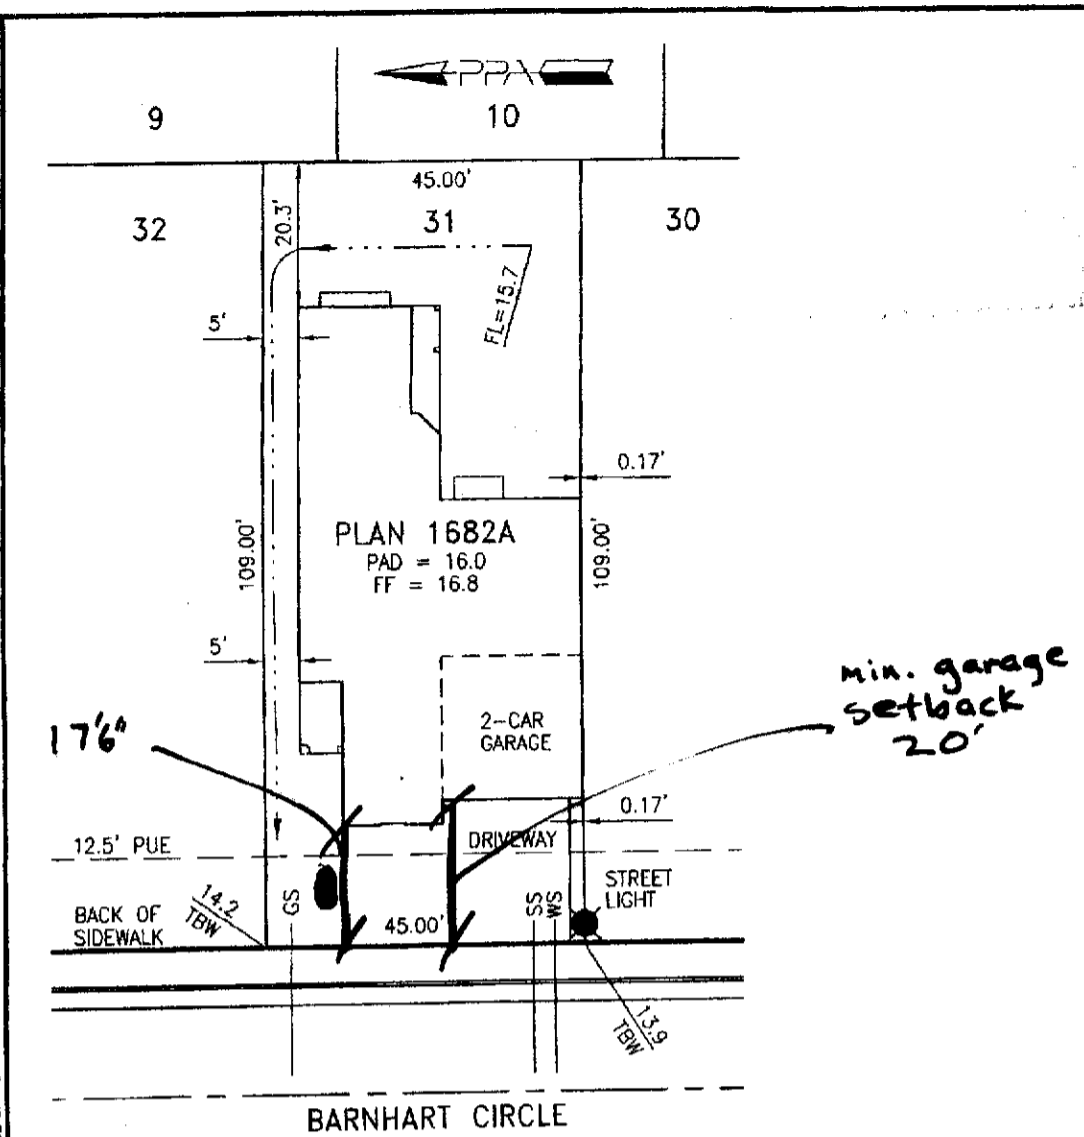 PPA
9
10
45.00'
32
20.3'
31
30
FL=15.7
5'
0.17'
PLAN 1682A
PAD = 16.0
FF = 16.8
109.00'
109.00'
5'
min. garage
setback
20'
17'6"
2-CAR
GARAGE
0.17'
12.5' PUE
DRIVEWAY
STREET
LIGHT
GS
SS
WS
14.2
TBW
BACK OF
SIDEWALK
45.00'
13.9
TBW
BARNHART CIRCLE